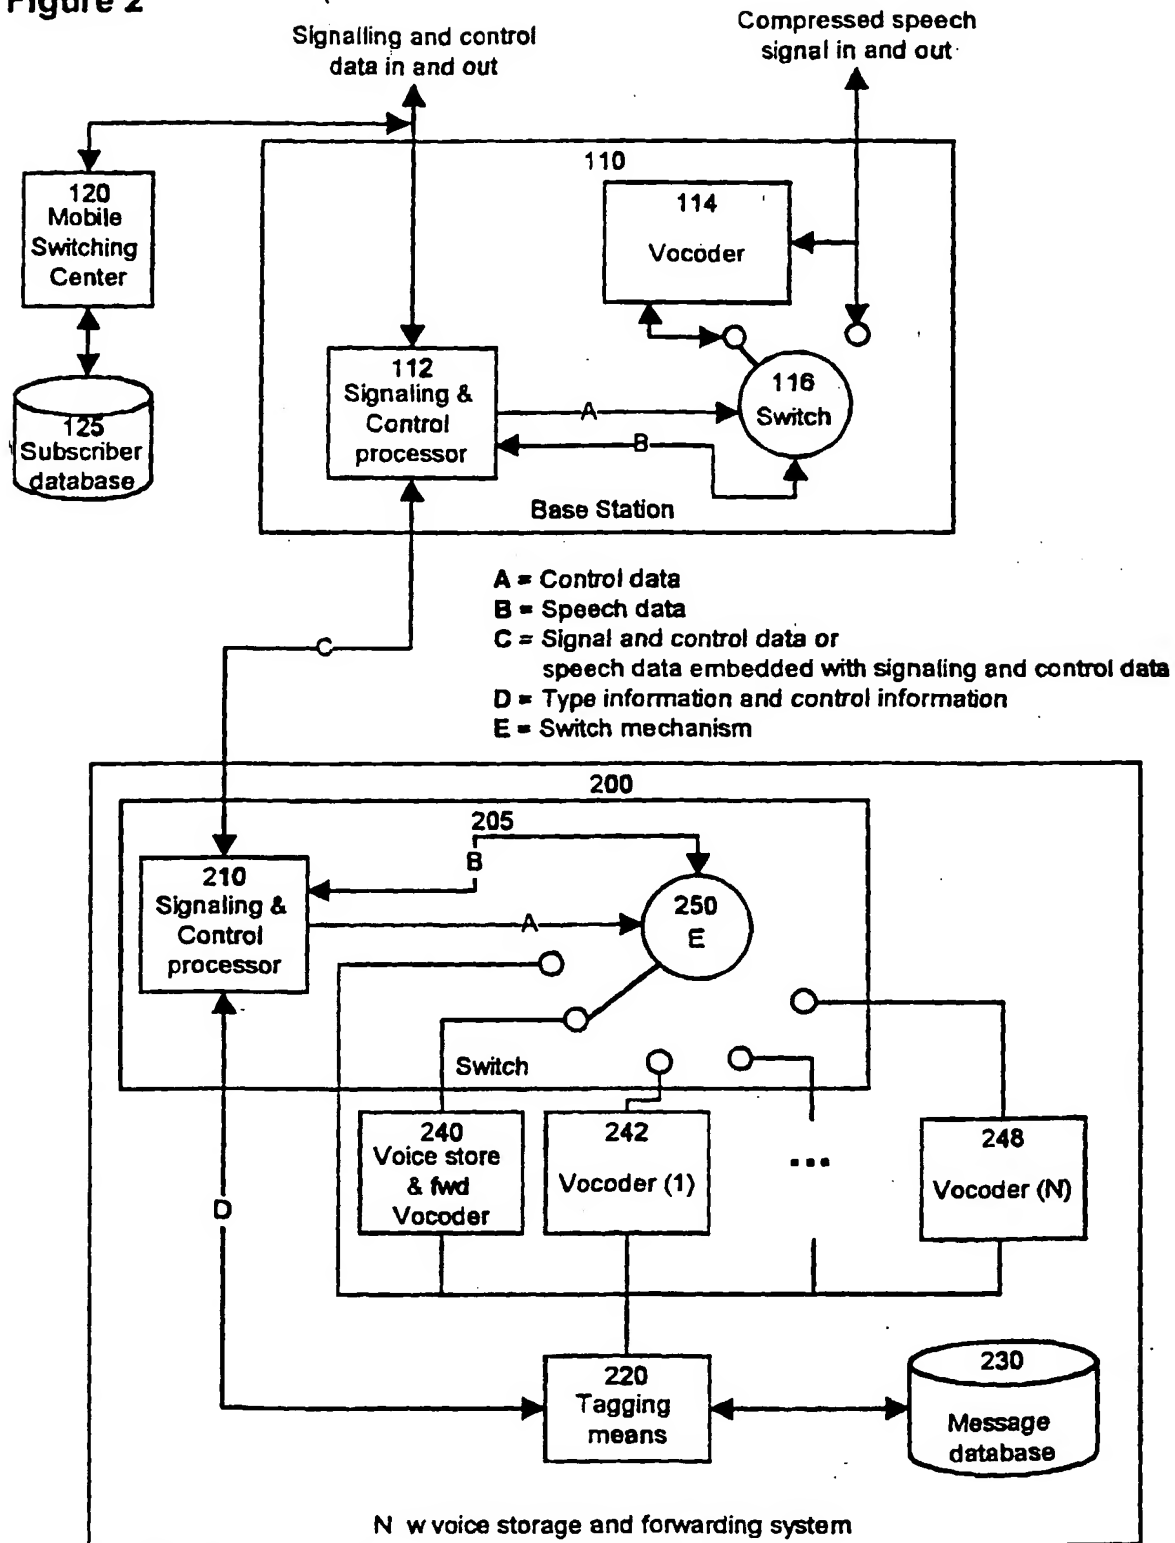 Figure 2
Signalling and control
data in and out
Compressed speech
signal in and out
110
120
Mobile
Switching
Center
114
Vocoder
112
Signaling &
Control
processor
116
Switch
A
B
125
Subscriber
database
Base Station
A = Control data
B = Speech data
C = Signal and control data or
speech data embedded with signaling and control data
D = Type information and control information
E = Switch mechanism
C
200
205
B
210
Signaling &
Control
processor
A
250
E
Switch
240
Voice store
& fwd
Vocoder
242
Vocoder (1)
...
248
Vocoder (N)
D
220
Tagging
means
230
Message
database
N w voice storage and forwarding system